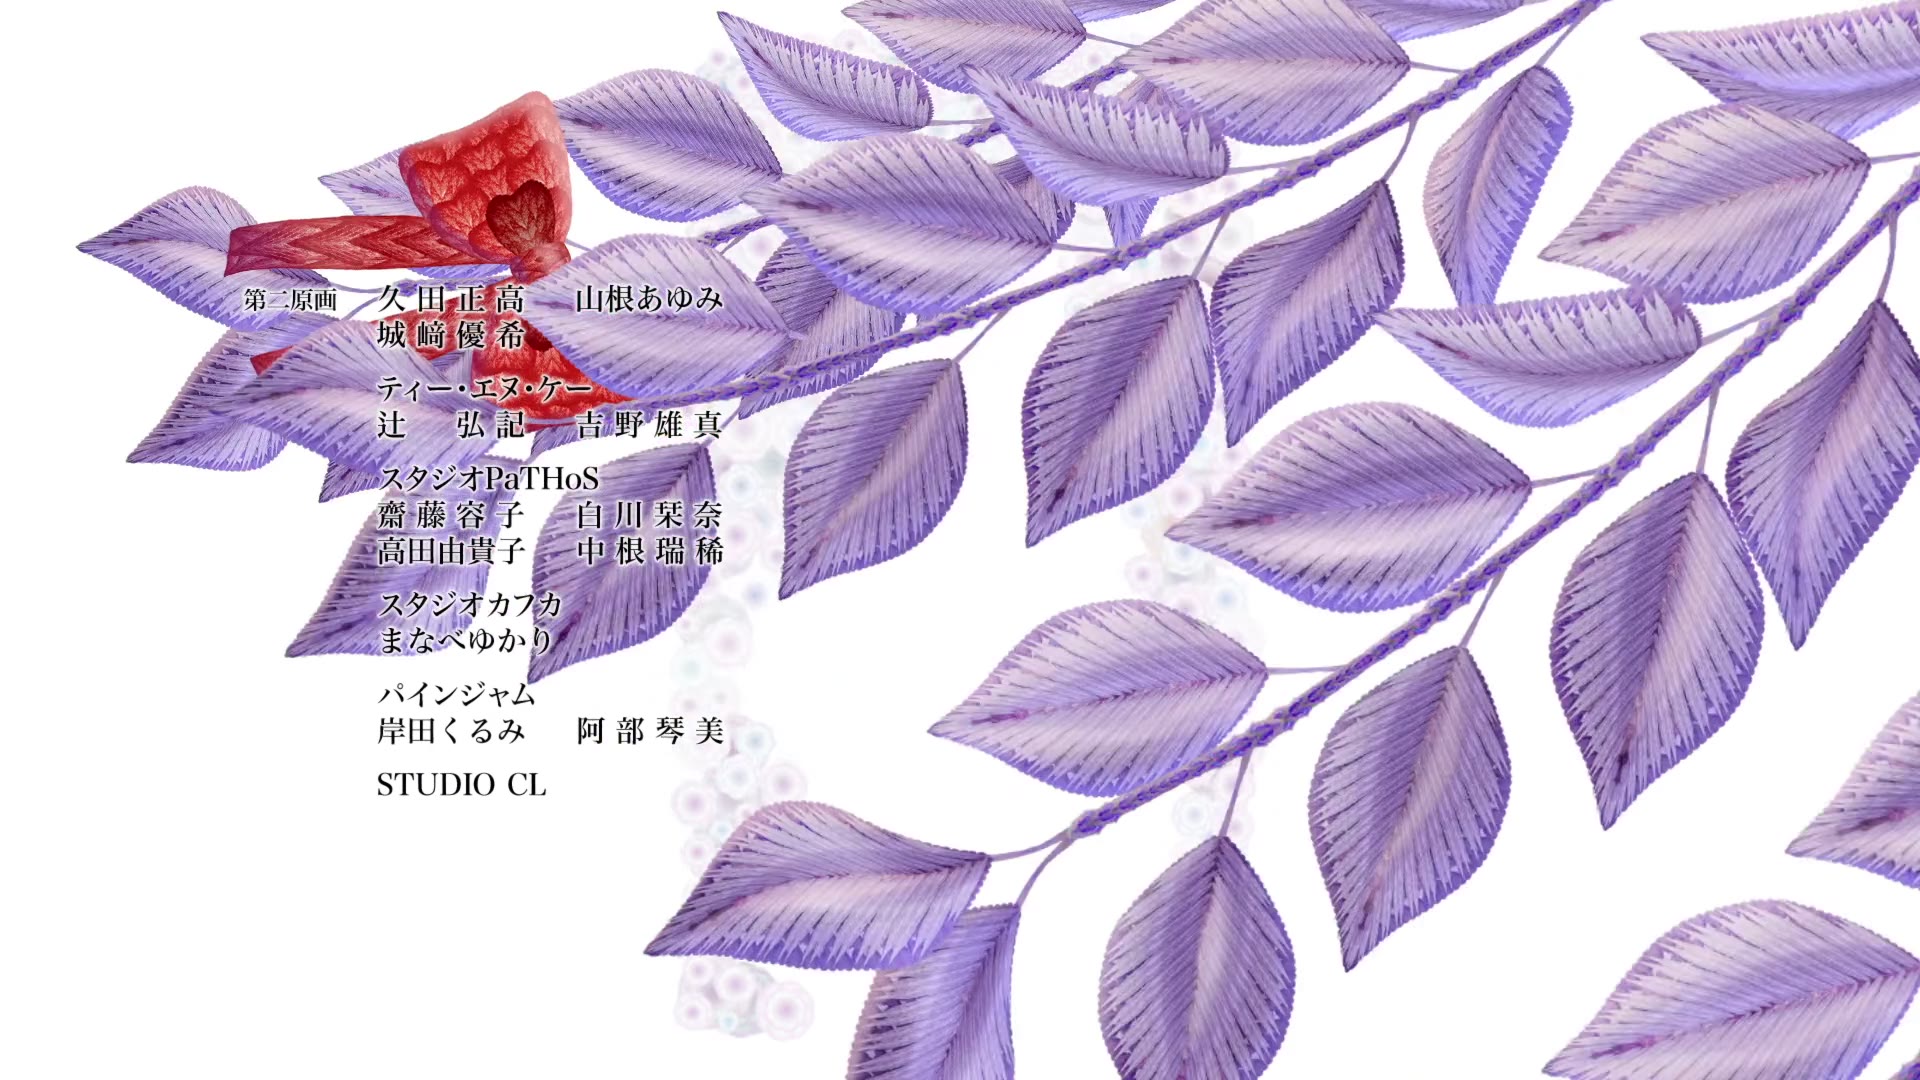 第二原画 久田正高 山根あゆみ
城﨑優希
ティー・エヌ・ケー
辻 弘記 吉野雄真
スタジオPaTHoS
齋藤容子 白川栞奈
高田由貴子 中根瑞稀
スタジオカフカ
まなべゆかり
パインジャム
岸田くるみ 阿部琴美
STUDIO CL